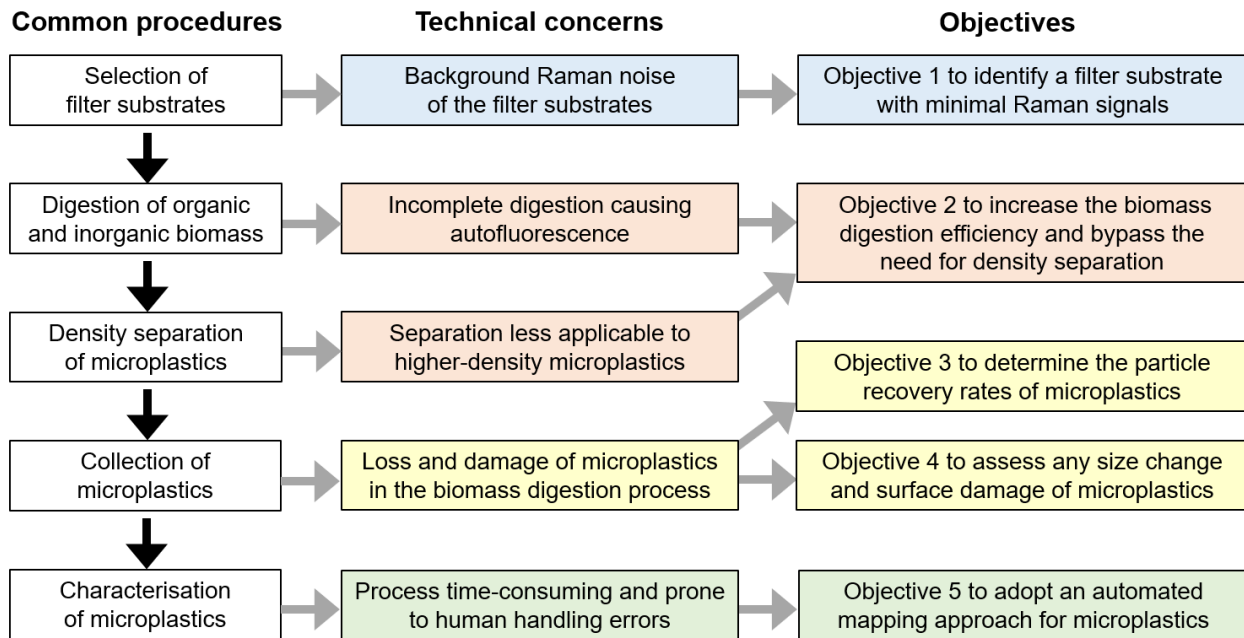 Common procedures
Technical concerns
Objectives
Selection of
filter substrates
Background Raman noise
of the filter substrates
Objective 1 to identify a filter substrate
with minimal Raman signals
Digestion of organic
and inorganic biomass
Incomplete digestion causing
autofluorescence
Objective 2 to increase the biomass
digestion efficiency and bypass the
need for density separation
Density separation
of microplastics
Separation less applicable to
higher-density microplastics
Objective 3 to determine the particle
recovery rates of microplastics
Collection of
microplastics
Loss and damage of microplastics
in the biomass digestion process
Objective 4 to assess any size change
and surface damage of microplastics
Characterisation
of microplastics
Process time-consuming and prone
to human handling errors
Objective 5 to adopt an automated
mapping approach for microplastics